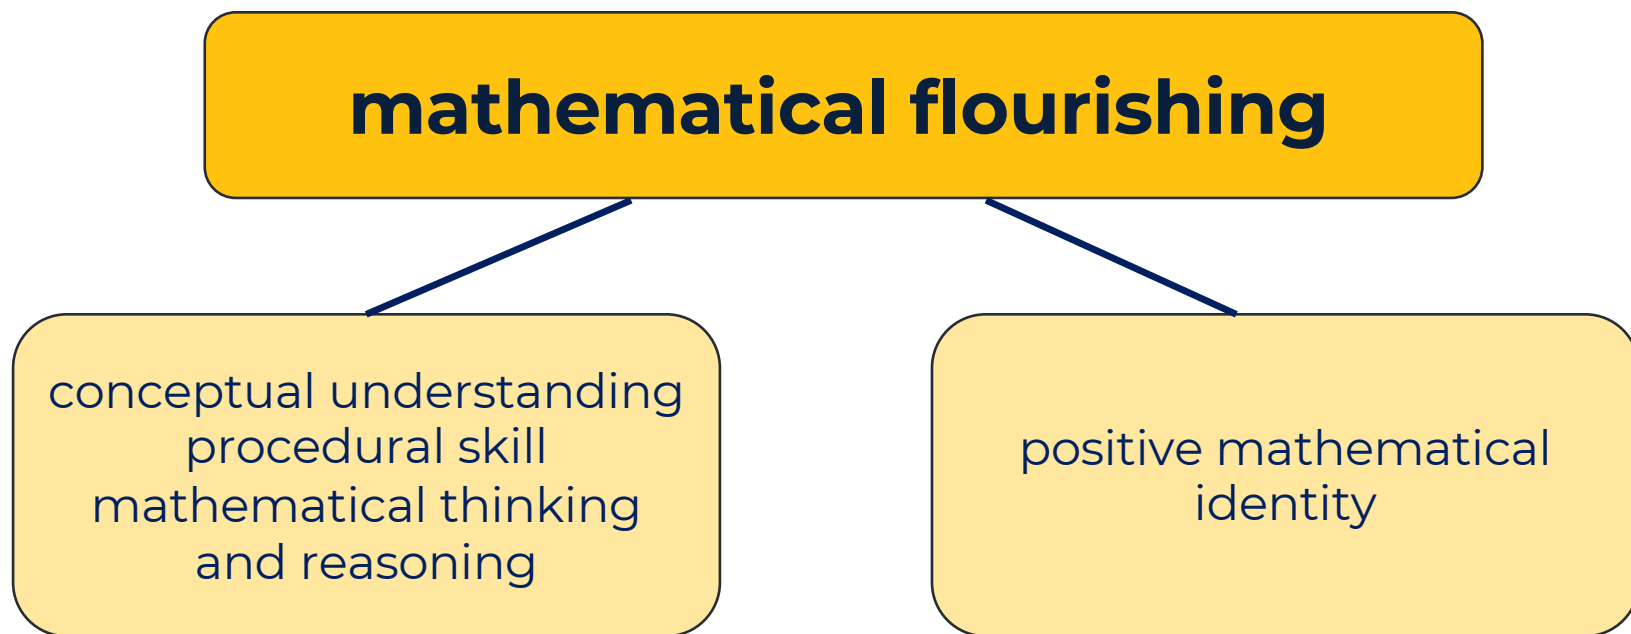 mathematical flourishing
conceptual understanding
procedural skill
mathematical thinking
and reasoning
positive mathematical
identity